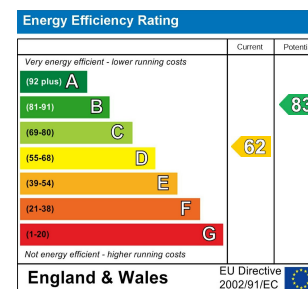 Energy Efficiency Rating
Current Potenti
Very energy efficient - lower running costs
(92 plus) A
(81-91) B
(69-80) C
(55-68) D
(39-54) E
(21-38) F
(1-20) G
83
62
Not energy efficient - higher running costs
England & Wales
EU Directive
2002/91/EC